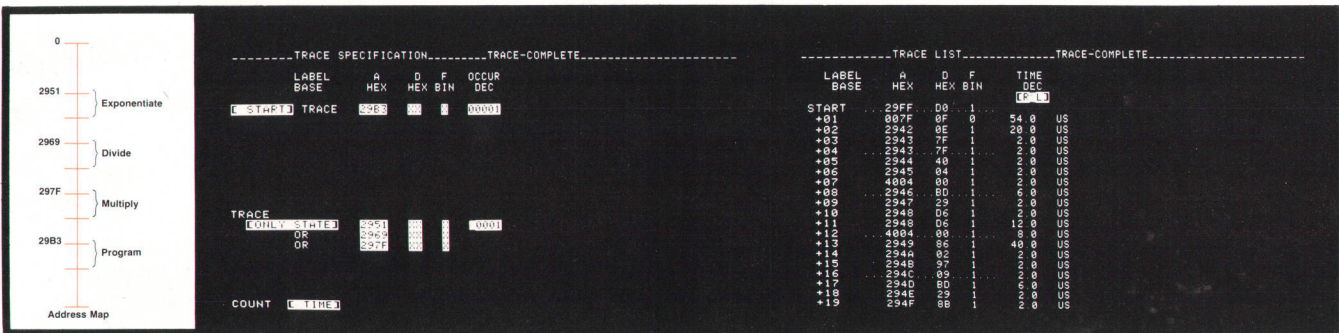 0
2951
Exponentiate
2969
Divide
297F
Multiply
29B3
Program
Address Map
TRACE SPECIFICATION TRACE-COMPLETE
LABEL A D F OCCUR
BASE HEX HEX BIN DEC
[ START] TRACE 29B3 XX X 00001
TRACE
[ONLY STATE] 2951 XX X 0001
OR 2969 XX X
OR 297F XX X
COUNT [ TIME]
TRACE LIST TRACE-COMPLETE
LABEL A D F TIME
BASE HEX HEX BIN DEC
[R L]
START 29FF D0 1
+01 007F 0F 0 54.0 US
+02 2942 0E 1 20.0 US
+03 2943 7F 1 2.0 US
+04 2943 7F 1 2.0 US
+05 2944 40 1 2.0 US
+06 2945 04 1 2.0 US
+07 4004 00 1 2.0 US
+08 2946 BD 1 6.0 US
+09 2947 29 1 2.0 US
+10 2948 D6 1 2.0 US
+11 2948 D6 1 12.0 US
+12 4004 00 1 8.0 US
+13 2949 86 1 40.0 US
+14 294A 02 1 2.0 US
+15 294B 97 1 2.0 US
+16 294C 09 1 2.0 US
+17 294D BD 1 6.0 US
+18 294E 29 1 2.0 US
+19 294F 8B 1 2.0 US